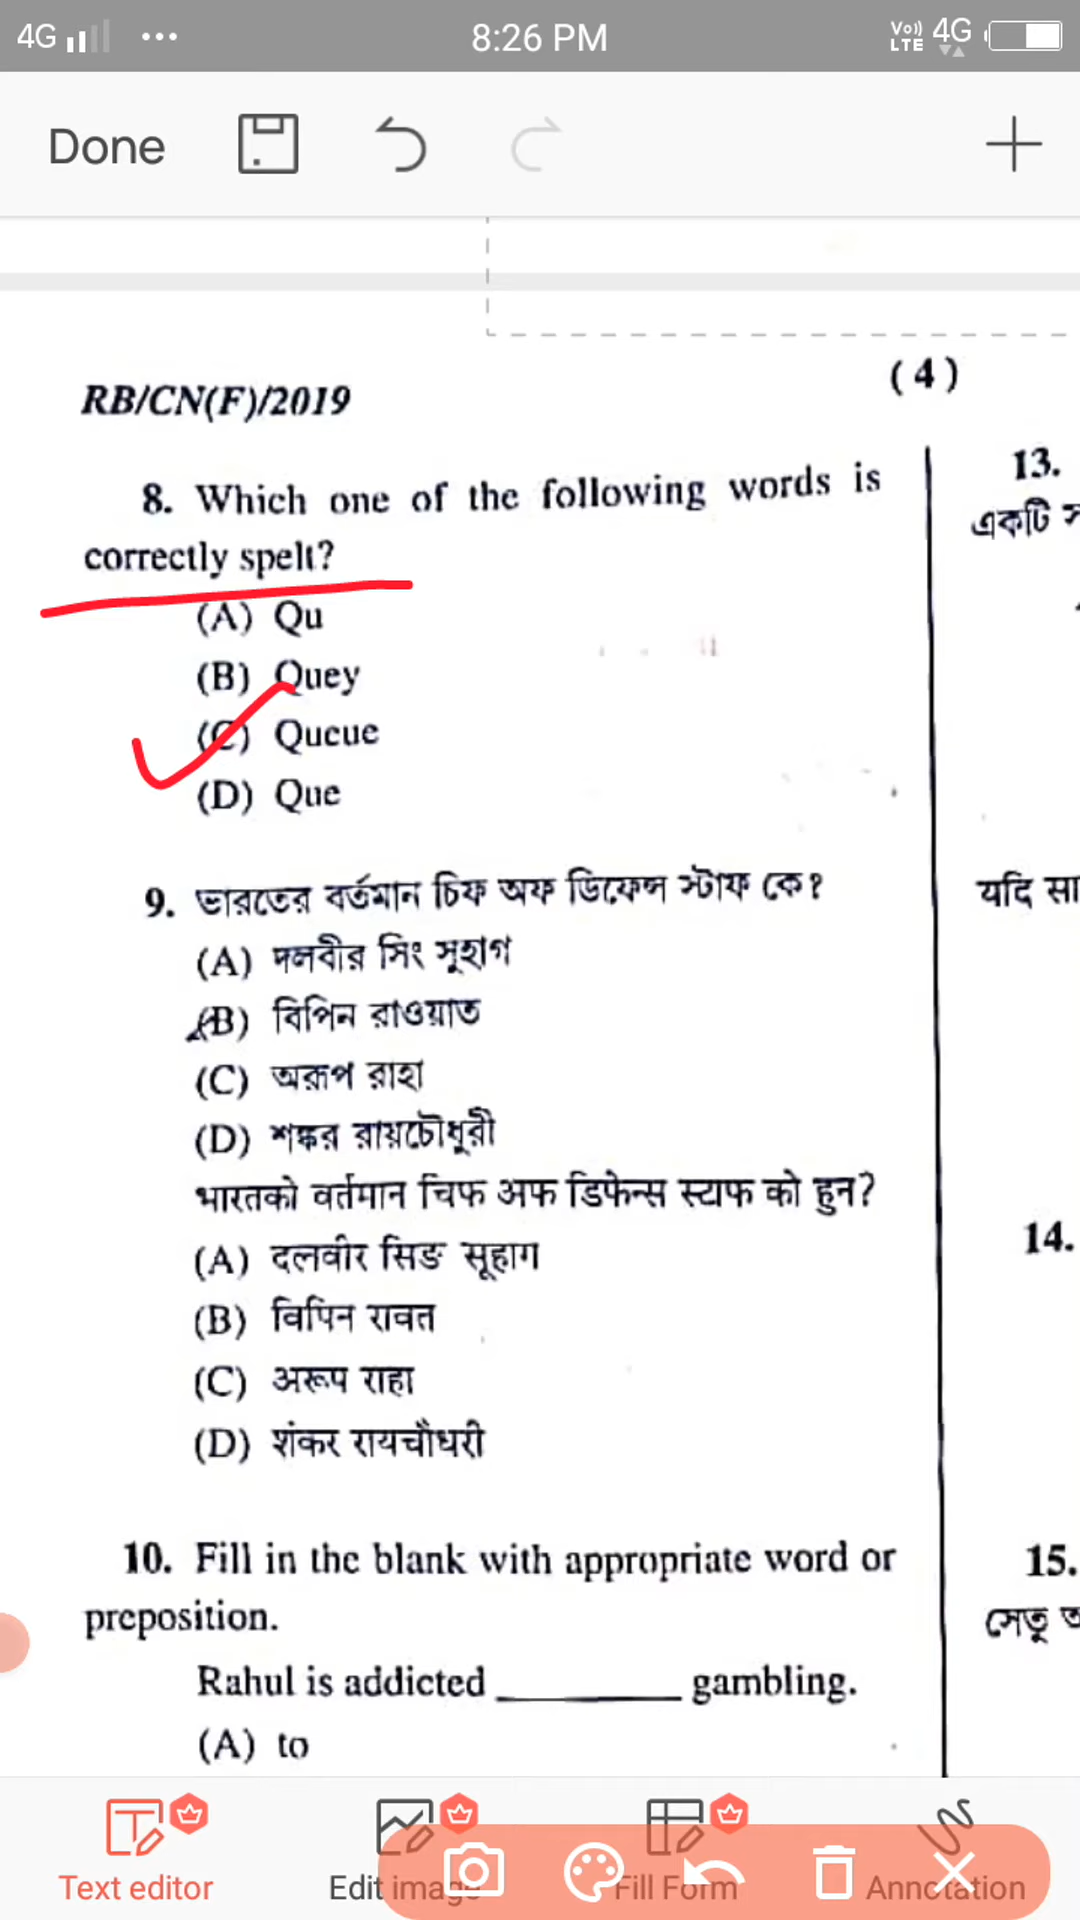 4G ... 8:26 PM Vo)) LTE 4G
Done
RB/CN(F)/2019
( 4 )
8. Which one of the following words is
correctly spelt?
(A) Qu
(B) Quey
(C) Queue
(D) Que
9. ভারতের বর্তমান চিফ অফ ডিফেন্স স্টাফ কে?
(A) দলবীর সিং সুহাগ
(B) বিপিন রাওয়াত
(C) অরূপ রাহা
(D) শঙ্কর রায়চৌধুরী
भारतको वर्तमान चिफ अफ डिफेन्स स्टाफ को हुन?
(A) दलवीर सिङ सूहाग
(B) विपिन रावत
(C) अरूप राहा
(D) शंकर रायचौधरी
10. Fill in the blank with appropriate word or
preposition.
Rahul is addicted ________ gambling.
(A) to
13.
একটি
यदि
14.
15.
সেতু
Text editor
Edit image
Fill Form
Annotation